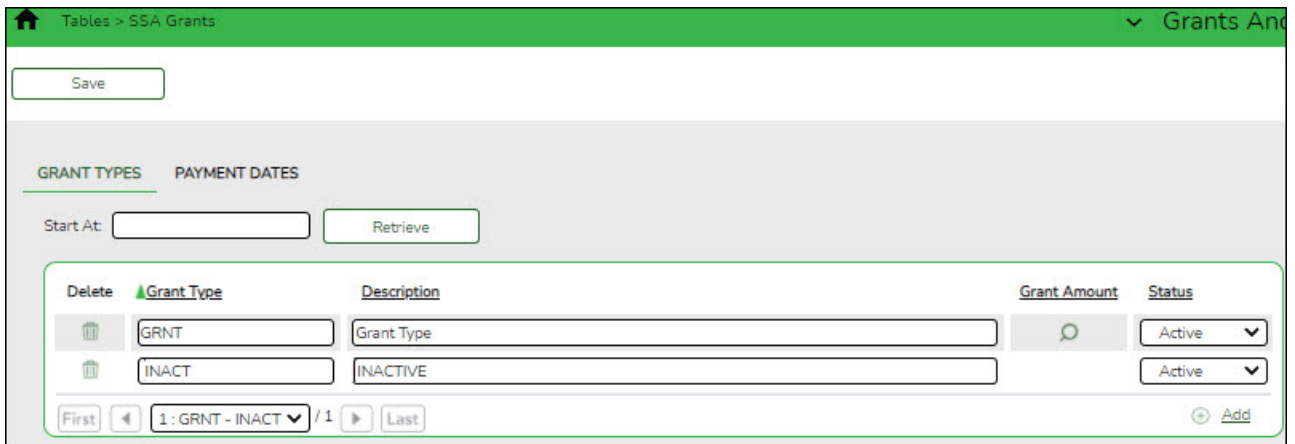 Tables > SSA Grants Grants And
Save
GRANT TYPES PAYMENT DATES
Start At: Retrieve
Delete Grant Type Description Grant Amount Status
GRNT Grant Type Active
INACT INACTIVE Active
First 1 : GRNT - INACT / 1 Last Add